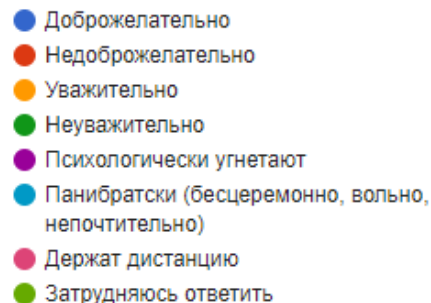 Доброжелательно
Недоброжелательно
Уважительно
Неуважительно
Психологически угнетают
Панибратски (бесцеремонно, вольно,
непочтительно)
Держат дистанцию
Затрудняюсь ответить